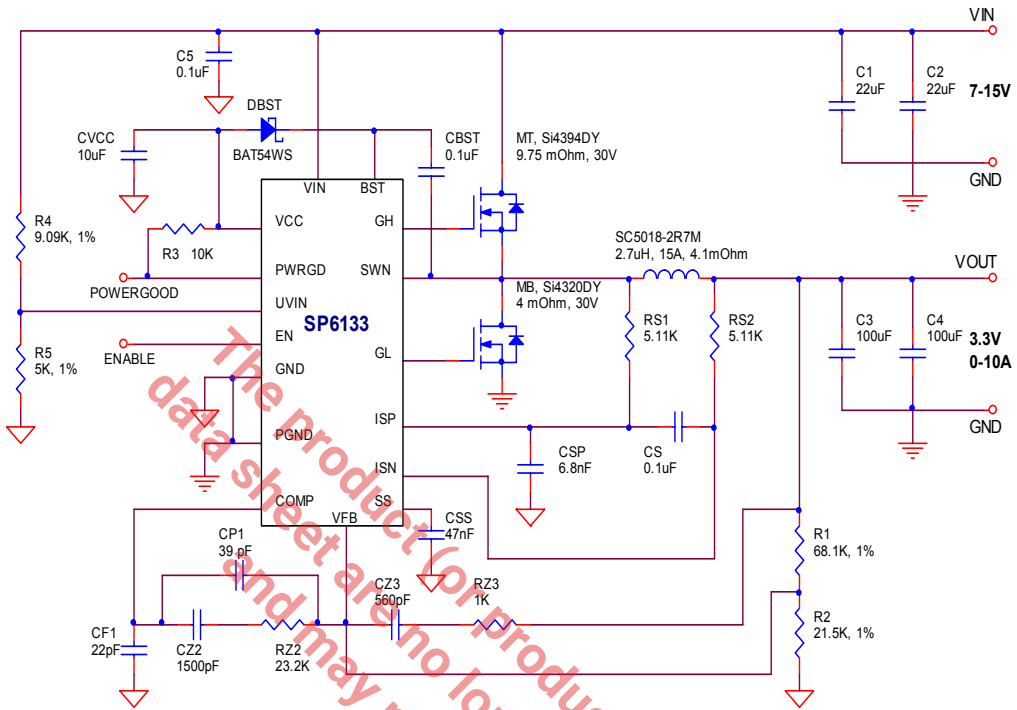 VIN
C5
0.1uF
C1
22uF
C2
22uF
7-15V
GND
DBST
BAT54WS
CVCC
10uF
CBST
0.1uF
MT, Si4394DY
9.75 mOhm, 30V
VIN
BST
R4
9.09K, 1%
VCC
GH
R3 10K
SC5018-2R7M
2.7uH, 15A, 4.1mOhm
PWRGD
SWN
VOUT
POWERGOOD
MB, Si4320DY
4 mOhm, 30V
UVIN
SP6133
RS1
5.11K
RS2
5.11K
C3
100uF
C4
100uF
3.3V
0-10A
EN
ENABLE
R5
5K, 1%
GL
GND
GND
ISP
PGND
CSP
6.8nF
CS
0.1uF
ISN
COMP
SS
VFB
CSS
47nF
CP1
39 pF
R1
68.1K, 1%
CZ3
560pF
RZ3
1K
R2
21.5K, 1%
CF1
22pF
CZ2
1500pF
RZ2
23.2K
The product (or produc
data sheet are no lon
and may n